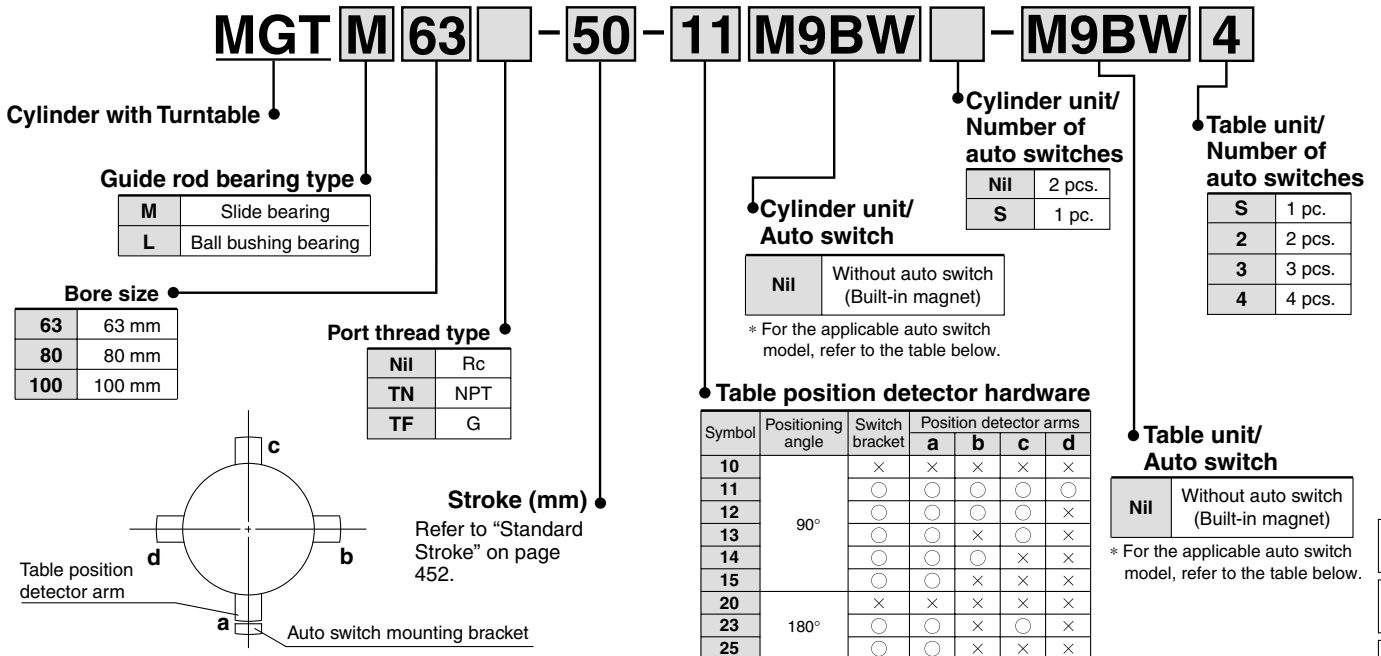 MGT M 63 - 50 - 11 M9BW - M9BW 4
Cylinder with Turntable
Guide rod bearing type
M Slide bearing
L Ball bushing bearing
Bore size
63 63 mm
80 80 mm
100 100 mm
Port thread type
Nil Rc
TN NPT
TF G
Stroke (mm)
Refer to “Standard
Stroke” on page
452.
c
d
b
a
Table position
detector arm
Auto switch mounting bracket
Cylinder unit/
Auto switch
Nil Without auto switch
(Built-in magnet)
* For the applicable auto switch
model, refer to the table below.
Cylinder unit/
Number of
auto switches
Nil 2 pcs.
S 1 pc.
Table unit/
Number of
auto switches
S 1 pc.
2 2 pcs.
3 3 pcs.
4 4 pcs.
Table position detector hardware
Symbol Positioning angle Switch bracket Position detector arms
a b c d
10 90° × × × × ×
11 ○ ○ ○ ○ ○
12 ○ ○ ○ ○ ×
13 ○ ○ × ○ ×
14 ○ ○ ○ × ×
15 ○ ○ × × ×
20 180° × × × × ×
23 ○ ○ × ○ ×
25 ○ ○ × × ×
Table unit/
Auto switch
Nil Without auto switch
(Built-in magnet)
* For the applicable auto switch
model, refer to the table below.